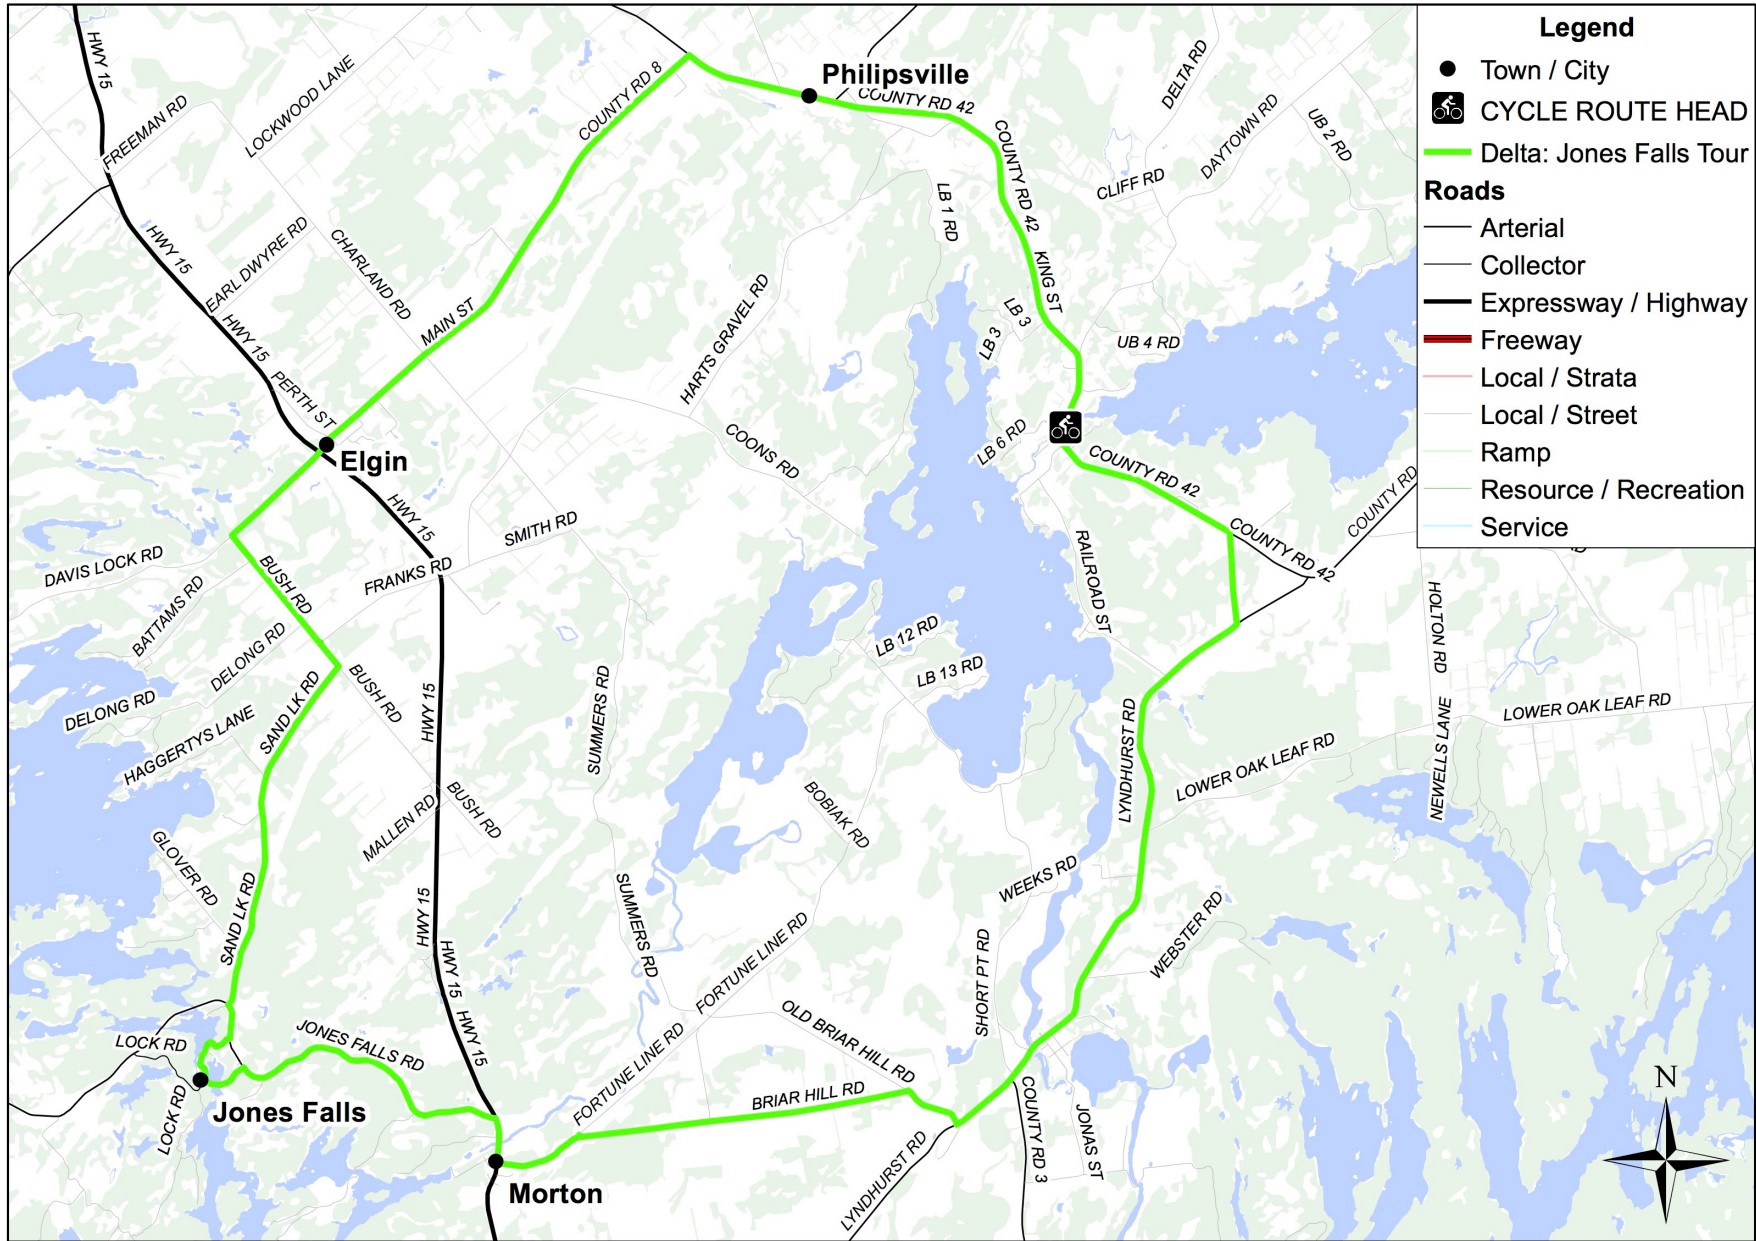 Legend
Town / City
CYCLE ROUTE HEAD
Delta: Jones Falls Tour
Roads
Arterial
Collector
Expressway / Highway
Freeway
Local / Strata
Local / Street
Ramp
Resource / Recreation
Service
HWY 15
FREEMAN RD
LOCKWOOD LANE
COUNTY RD 8
Philipsville
COUNTY RD 42
DELTA RD
DAYTOWN RD
UB 2 RD
CLIFF RD
COUNTY RD 42
LB 1 RD
HWY 15
EARL DWYRE RD
CHARLAND RD
MAIN ST
HARTS GRAVEL RD
KING ST
LB 3
LB 3
UB 4 RD
HWY 15
PERTH ST
Elgin
COONS RD
LB 6 RD
COUNTY RD 42
COUNTY RD
COUNTY RD 42
HWY 15
SMITH RD
FRANKS RD
DAVIS LOCK RD
BATTAMS RD
BUSH RD
DELONG RD
RAILROAD ST
HOLTON RD
LB 12 RD
LB 13 RD
DELONG RD
HAGGERTYS LANE
SAND LK RD
BUSH RD
HWY 15
SUMMERS RD
LYNDHURST RD
LOWER OAK LEAF RD
LOWER OAK LEAF RD
NEWELLS LANE
MALLEN RD
BUSH RD
BOBIAK RD
GLOVER RD
SAND LK RD
HWY 15
SUMMERS RD
WEEKS RD
WEBSTER RD
HWY 15
FORTUNE LINE RD
SHORT PT RD
HWY 15
LOCK RD
JONES FALLS RD
OLD BRIAR HILL RD
FORTUNE LINE RD
BRIAR HILL RD
LOCK RD
Jones Falls
COUNTY RD 3
JONAS ST
LYNDHURST RD
Morton
N